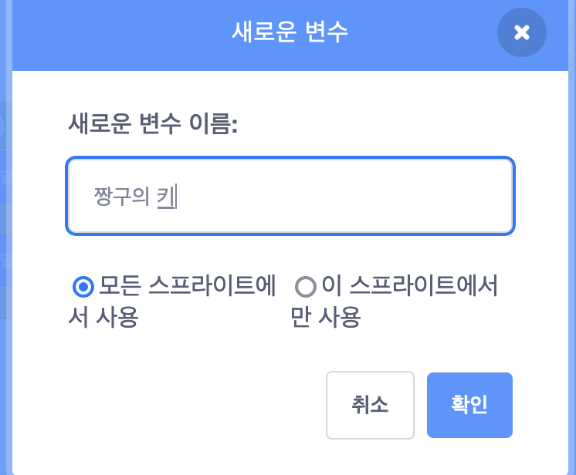 새로운 변수
새로운 변수 이름:
짱구의 키
모든 스프라이트에 이 스프라이트에서
서 사용 만 사용
취소 확인